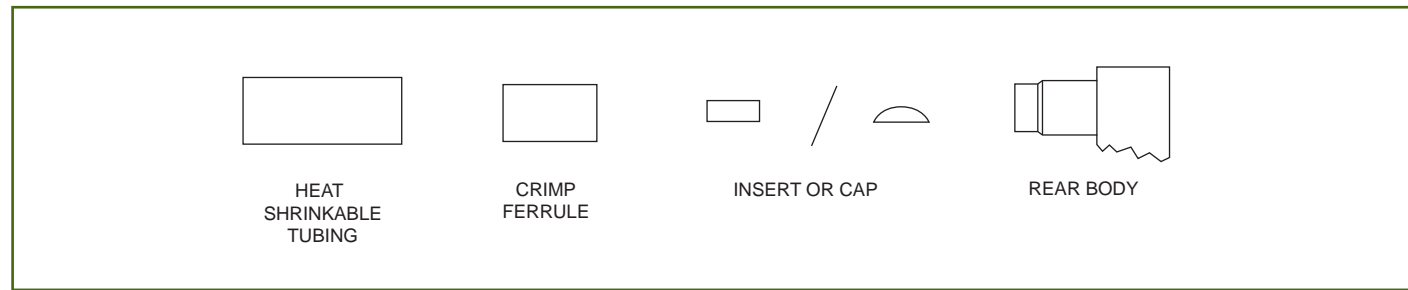 HEAT
SHRINKABLE
TUBING
CRIMP
FERRULE
INSERT OR CAP
REAR BODY